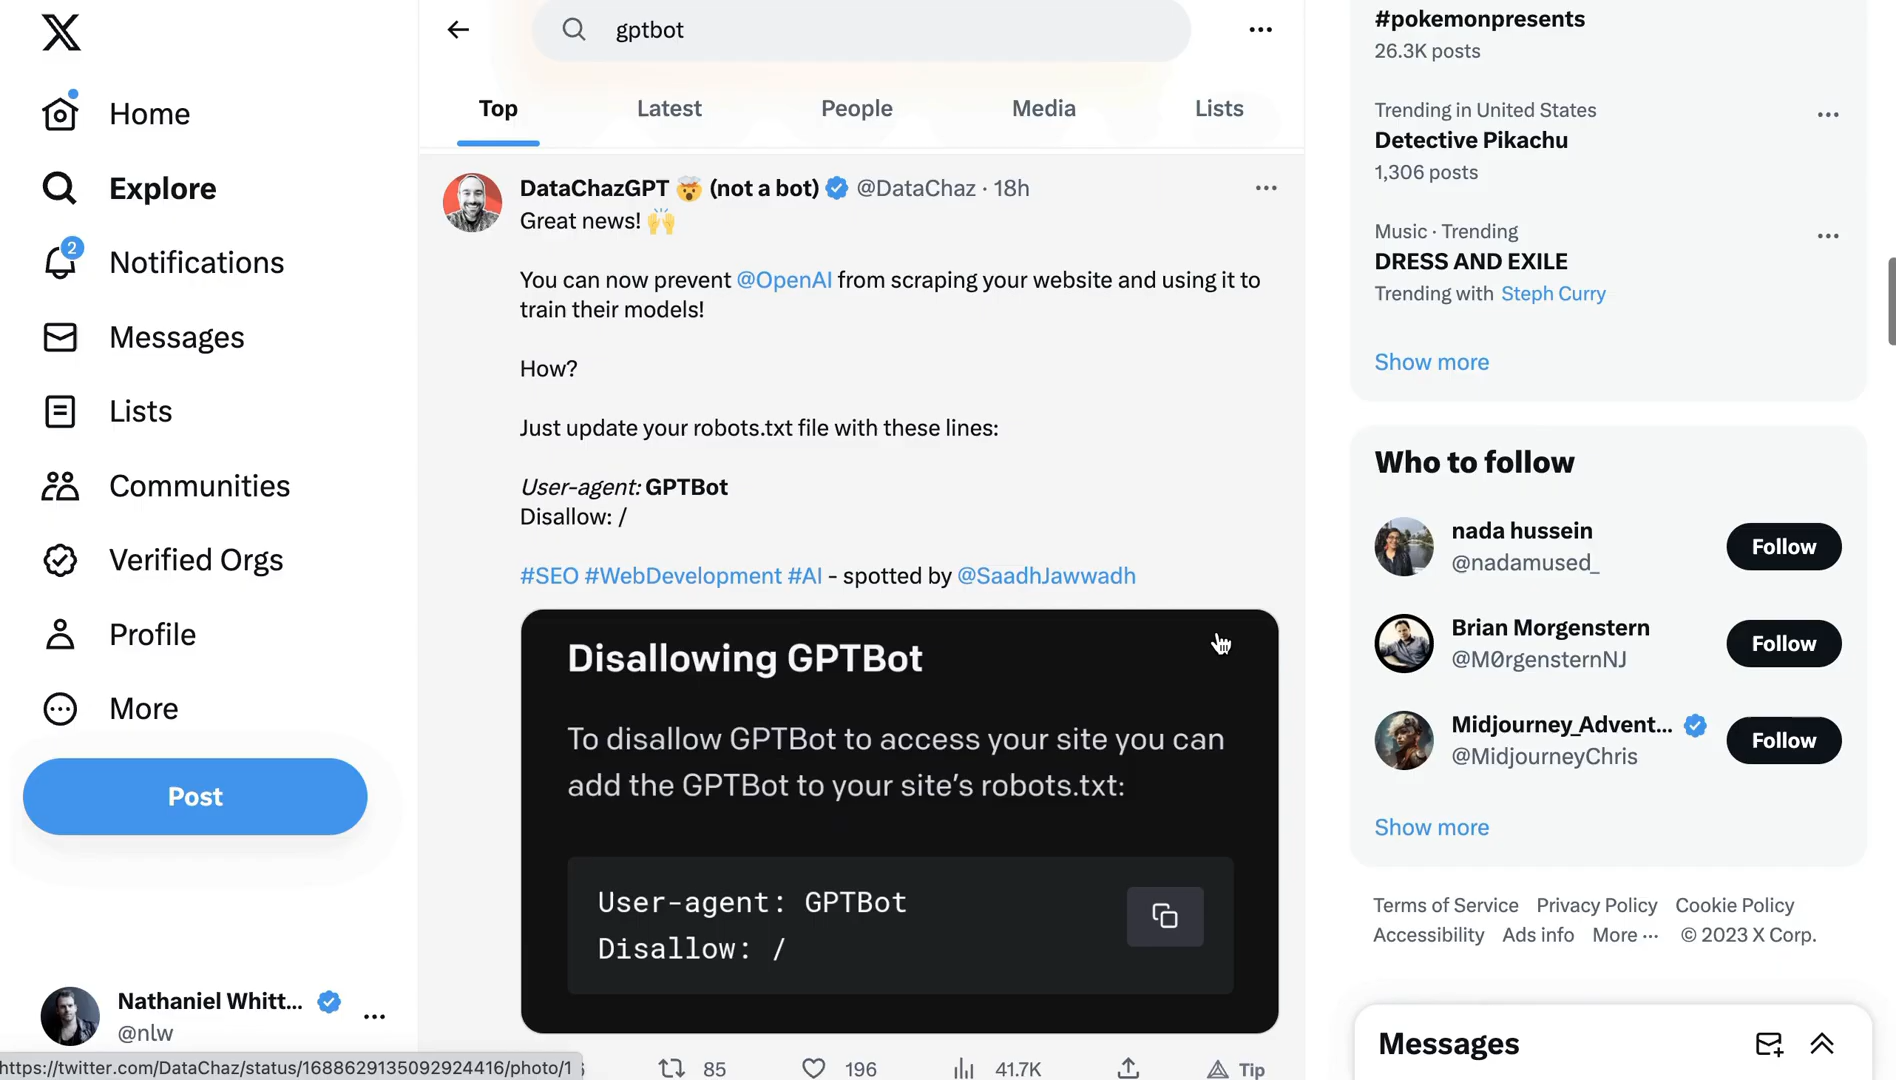 Home
Explore
2
Notifications
Messages
Lists
Communities
Verified Orgs
Profile
More
Post
Nathaniel Whitt...
@nlw
https://twitter.com/DataChaz/status/1688629135092924416/photo/1
gptbot
Top
Latest
People
Media
Lists
DataChazGPT 🤯 (not a bot) @DataChaz · 18h
Great news! 🙌
You can now prevent @OpenAI from scraping your website and using it to
train their models!
How?
Just update your robots.txt file with these lines:
User-agent: GPTBot
Disallow: /
#SEO #WebDevelopment #AI - spotted by @SaadhJawwadh
Disallowing GPTBot
To disallow GPTBot to access your site you can
add the GPTBot to your site’s robots.txt:
User-agent: GPTBot
Disallow: /
85
196
41.7K
Tip
#pokemonpresents
26.3K posts
Trending in United States
Detective Pikachu
1,306 posts
Music · Trending
DRESS AND EXILE
Trending with Steph Curry
Show more
Who to follow
nada hussein
@nadamused_
Follow
Brian Morgenstern
@M0rgensternNJ
Follow
Midjourney_Advent...
@MidjourneyChris
Follow
Show more
Terms of Service Privacy Policy Cookie Policy
Accessibility Ads info More ··· © 2023 X Corp.
Messages